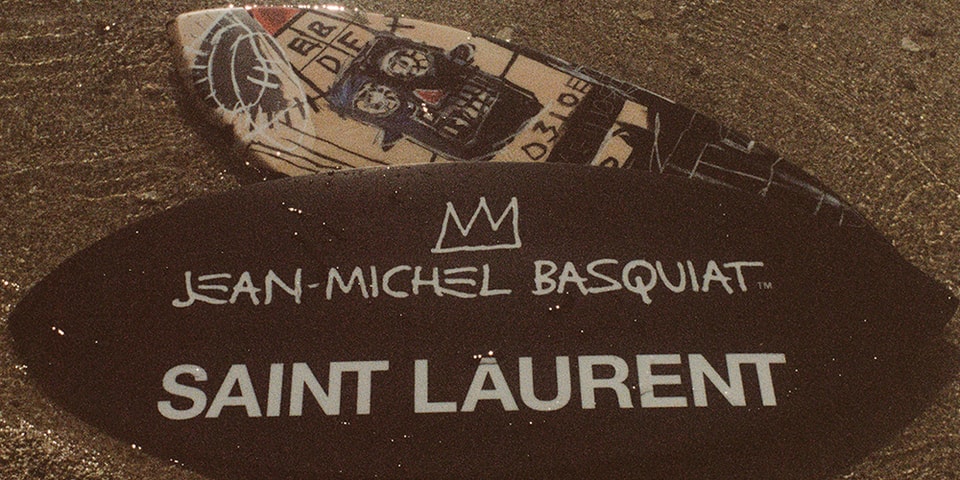 JEAN-MICHEL BASQUIAT™
SAINT LAURENT